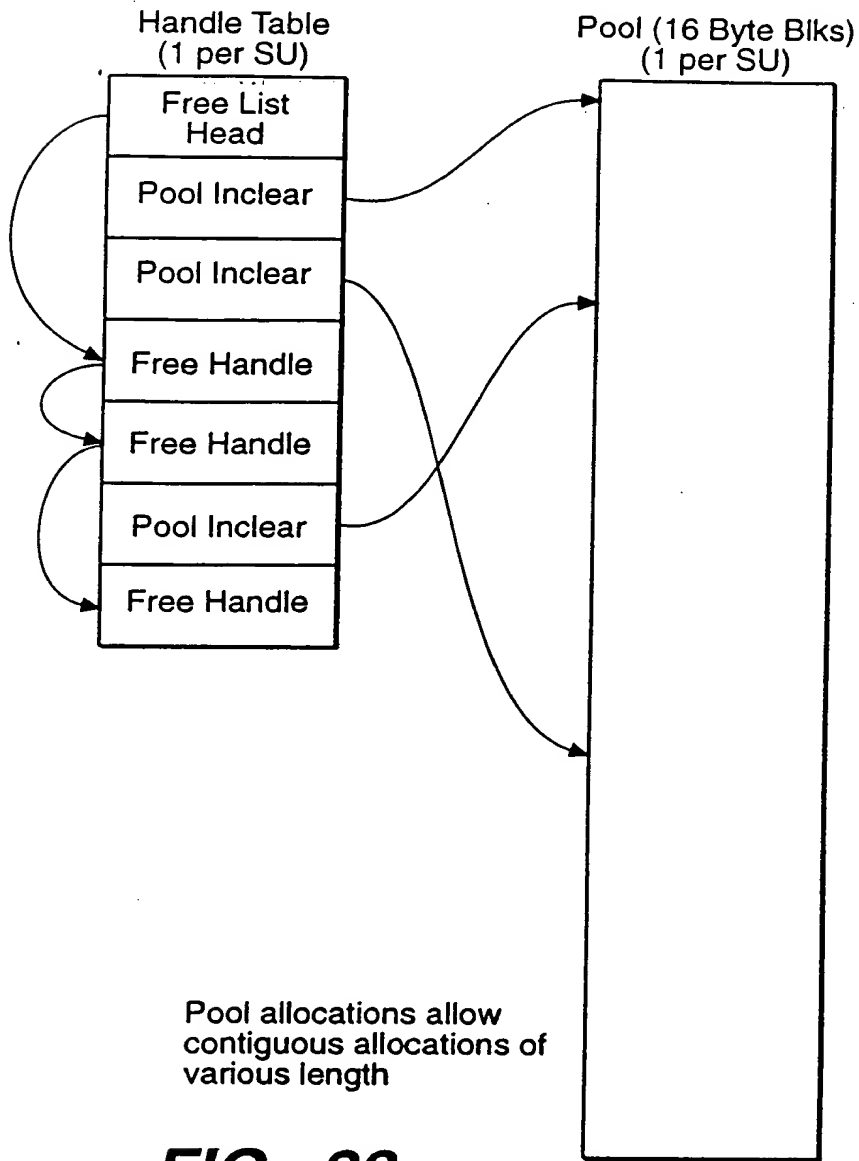 Handle Table
(1 per SU)
Pool (16 Byte Blks)
(1 per SU)
Free List
Head
Pool Inclear
Pool Inclear
Free Handle
Free Handle
Pool Inclear
Free Handle
Pool allocations allow
contiguous allocations of
various length